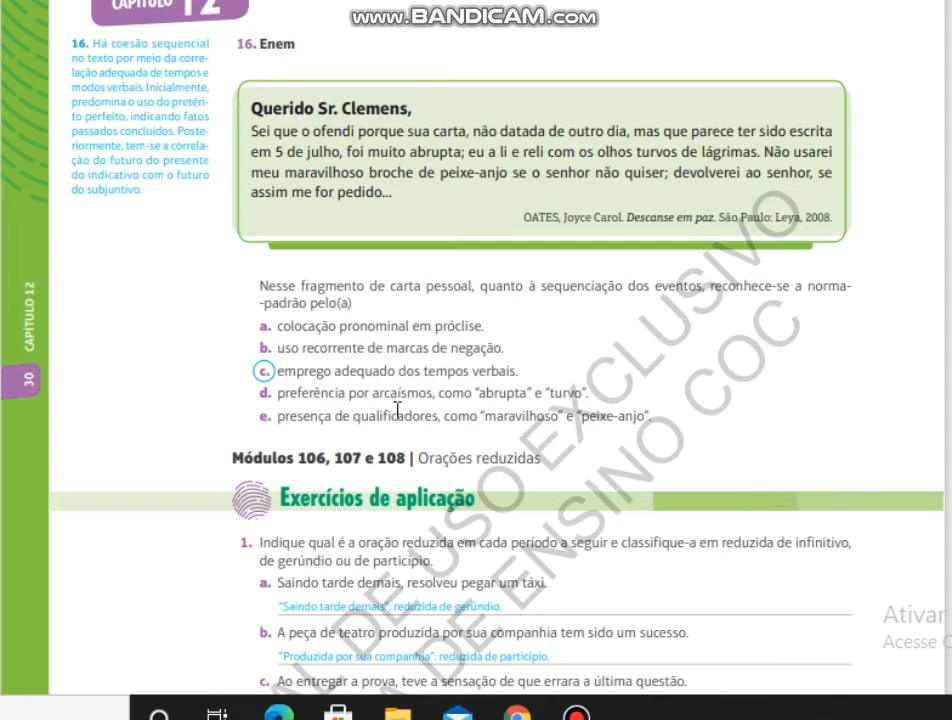 www.BANDICAM.com
CAPÍTULO 12
16. Há coesão sequencial
no texto por meio da corre-
lação adequada de tempos e
modos verbais. Inicialmente,
predomina o uso do pretéri-
to perfeito, indicando fatos
passados concluídos. Poste-
riormente, tem-se a correla-
ção do futuro do presente
do indicativo com o futuro
do subjuntivo.
16. Enem
Querido Sr. Clemens,
Sei que o ofendi porque sua carta, não datada de outro dia, mas que parece ter sido escrita
em 5 de julho, foi muito abrupta; eu a li e reli com os olhos turvos de lágrimas. Não usarei
meu maravilhoso broche de peixe-anjo se o senhor não quiser; devolverei ao senhor, se
assim me for pedido...
OATES, Joyce Carol. Descanse em paz. São Paulo: Leya, 2008.
Nesse fragmento de carta pessoal, quanto à sequenciação dos eventos, reconhece-se a norma-
-padrão pelo(a)
a. colocação pronominal em próclise.
b. uso recorrente de marcas de negação.
c. emprego adequado dos tempos verbais.
d. preferência por arcaísmos, como "abrupta" e "turvo".
e. presença de qualificadores, como "maravilhoso" e "peixe-anjo".
CAPÍTULO 12
30
Módulos 106, 107 e 108 | Orações reduzidas
Exercícios de aplicação
1. Indique qual é a oração reduzida em cada período a seguir e classifique-a em reduzida de infinitivo,
de gerúndio ou de particípio.
a. Saindo tarde demais, resolveu pegar um táxi.
"Saindo tarde demais": reduzida de gerúndio.
b. A peça de teatro produzida por sua companhia tem sido um sucesso.
"Produzida por sua companhia": reduzida de particípio.
c. Ao entregar a prova, teve a sensação de que errara a última questão.
AL DE USO EXCLUSIVO
A DE ENSINO COC
Ativar
Acesse